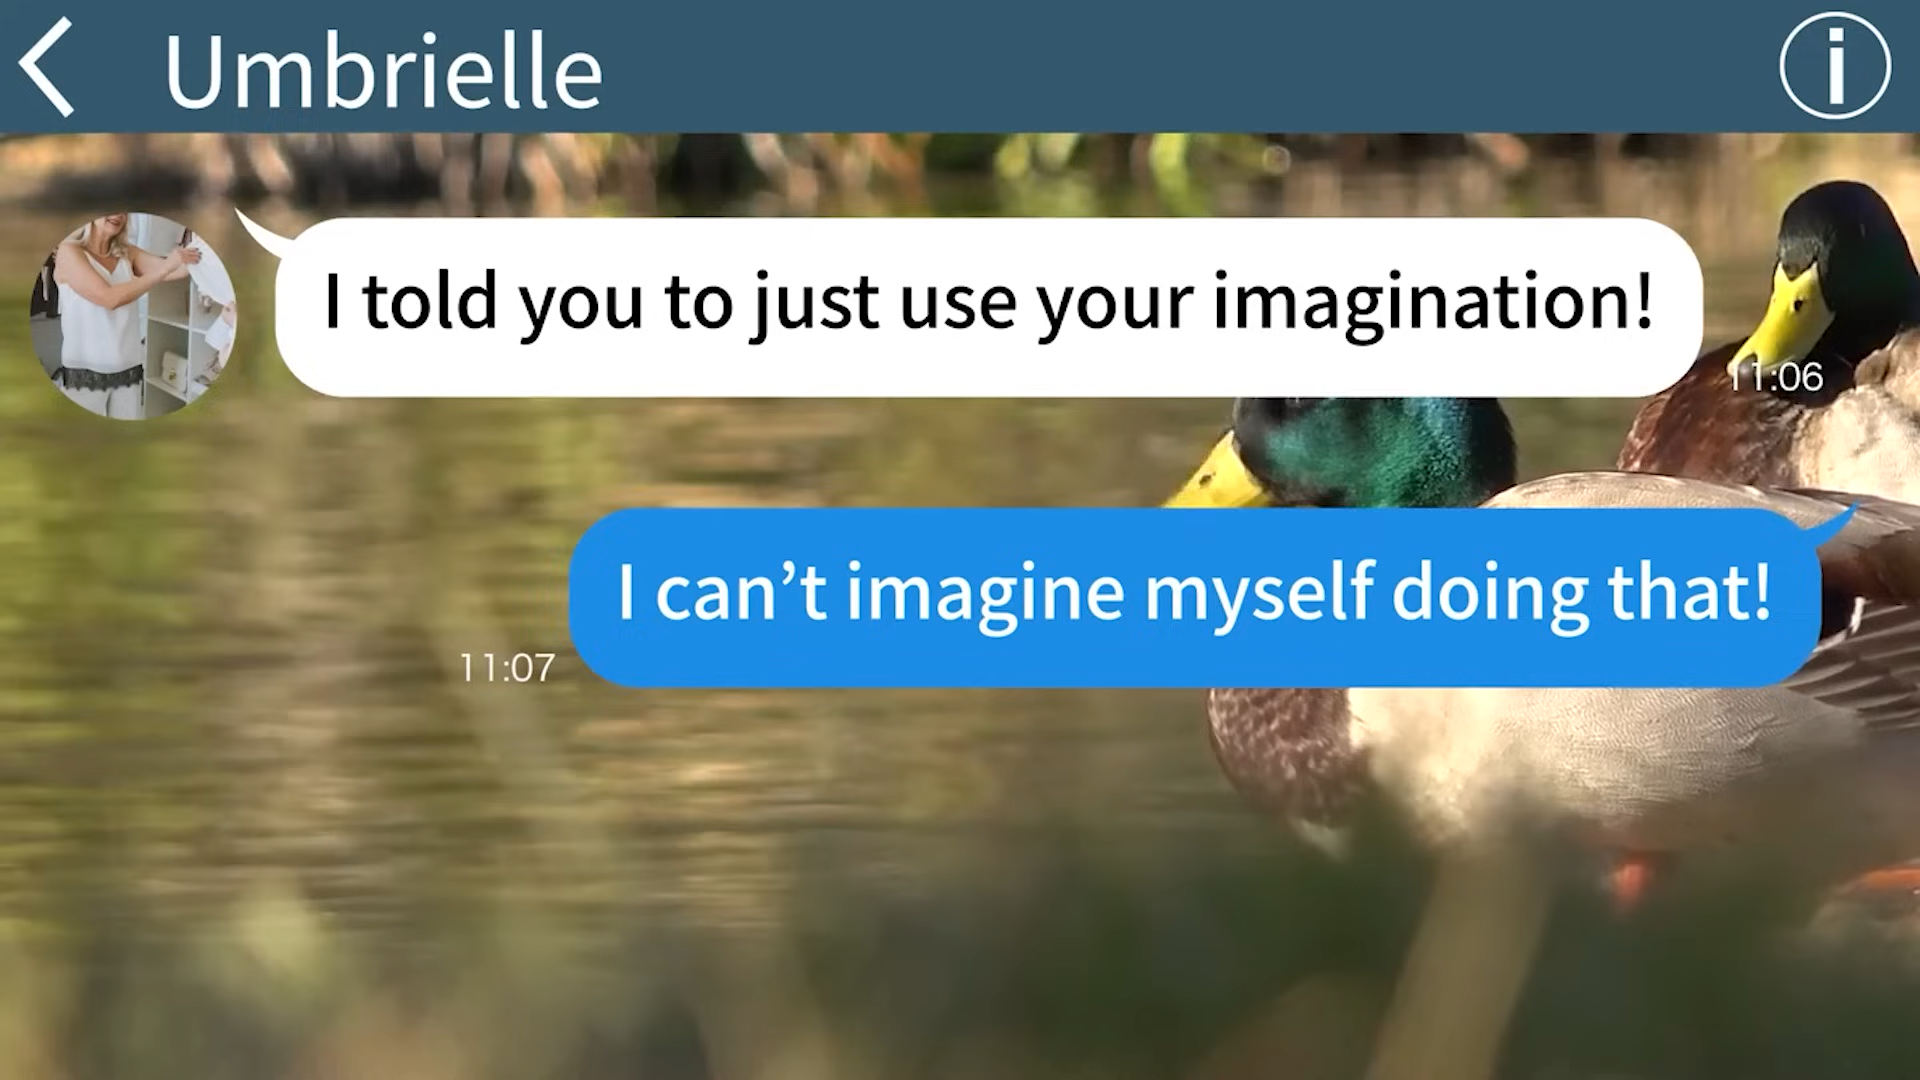 Umbrielle
I told you to just use your imagination!
11:06
I can’t imagine myself doing that!
11:07